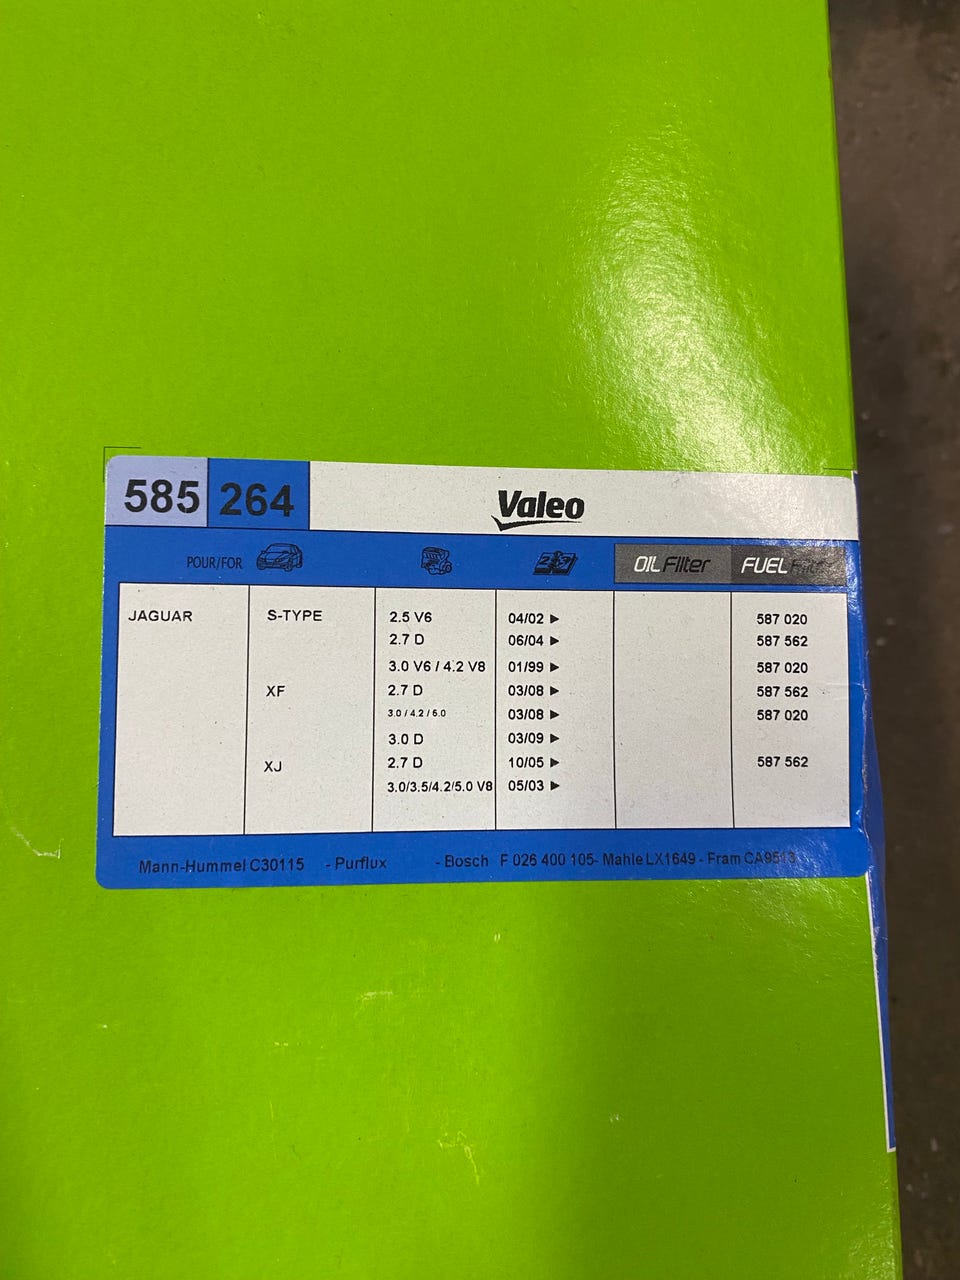 585 264 Valeo
POUR/FOR OIL Filter FUEL Filter
JAGUAR S-TYPE 2.5 V6 04/02 ► 587 020
2.7 D 06/04 ► 587 562
3.0 V6 / 4.2 V8 01/99 ► 587 020
XF 2.7 D 03/08 ► 587 562
3.0 / 4.2 / 5.0 03/08 ► 587 020
3.0 D 03/09 ►
XJ 2.7 D 10/05 ► 587 562
3.0/3.5/4.2/5.0 V8 05/03 ►
Mann-Hummel C30115 - Purflux - Bosch F 026 400 105- Mahle LX1649 - Fram